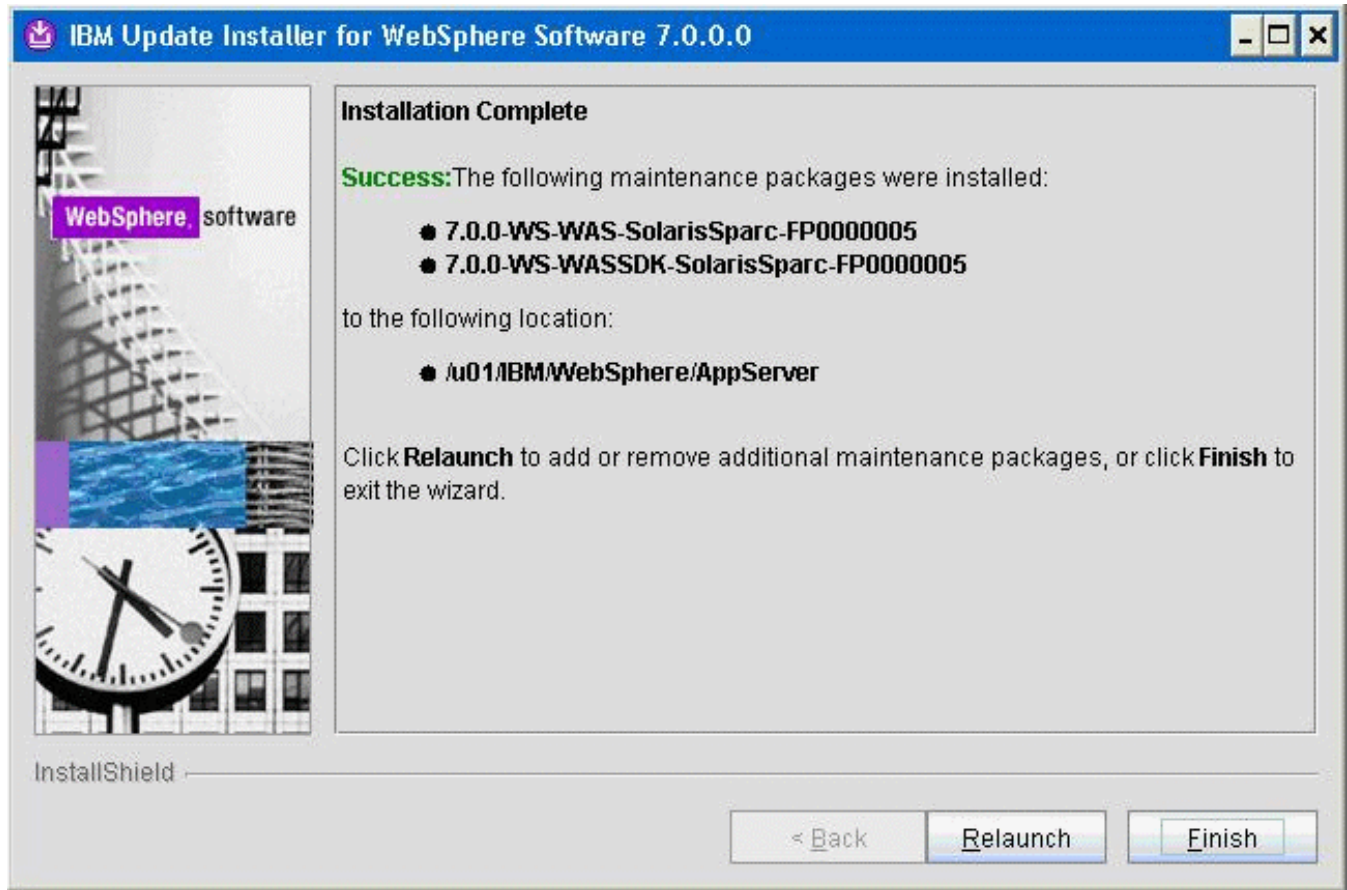 IBM Update Installer for WebSphere Software 7.0.0.0
WebSphere. software
Installation Complete
Success:The following maintenance packages were installed:
● 7.0.0-WS-WAS-SolarisSparc-FP0000005
● 7.0.0-WS-WASSDK-SolarisSparc-FP0000005
to the following location:
● /u01/IBM/WebSphere/AppServer
Click Relaunch to add or remove additional maintenance packages, or click Finish to
exit the wizard.
InstallShield
< Back Relaunch Finish